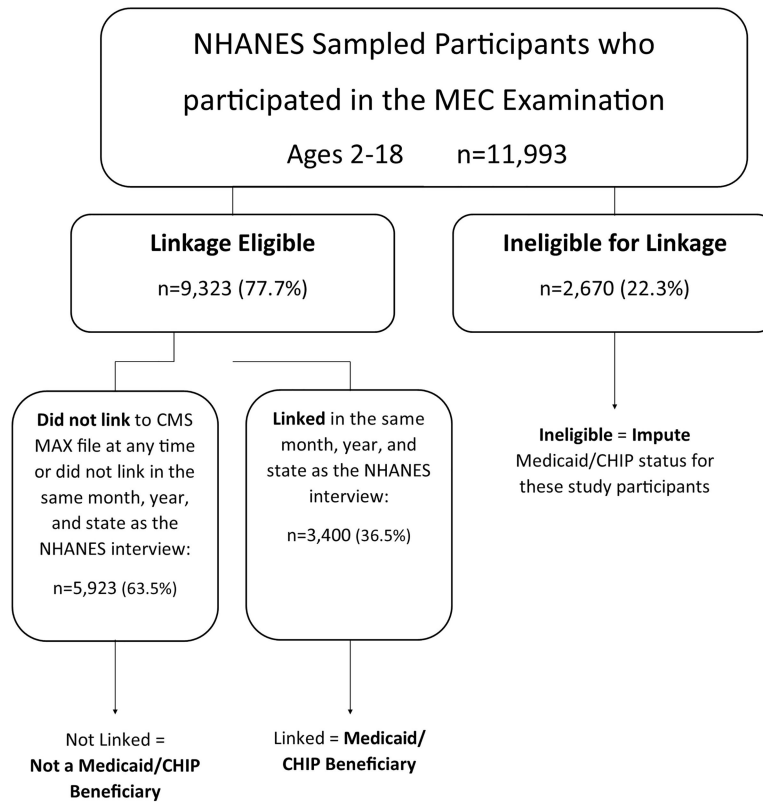 NHANES Sampled Participants who
participated in the MEC Examination
Ages 2-18 n=11,993
Linkage Eligible
n=9,323 (77.7%)
Ineligible for Linkage
n=2,670 (22.3%)
Did not link to CMS
MAX file at any time
or did not link in the
same month, year,
and state as the
NHANES interview:
n=5,923 (63.5%)
Linked in the same
month, year, and
state as the NHANES
interview:
n=3,400 (36.5%)
Ineligible = Impute
Medicaid/CHIP status for
these study participants
Not Linked =
Not a Medicaid/CHIP
Beneficiary
Linked = Medicaid/
CHIP Beneficiary